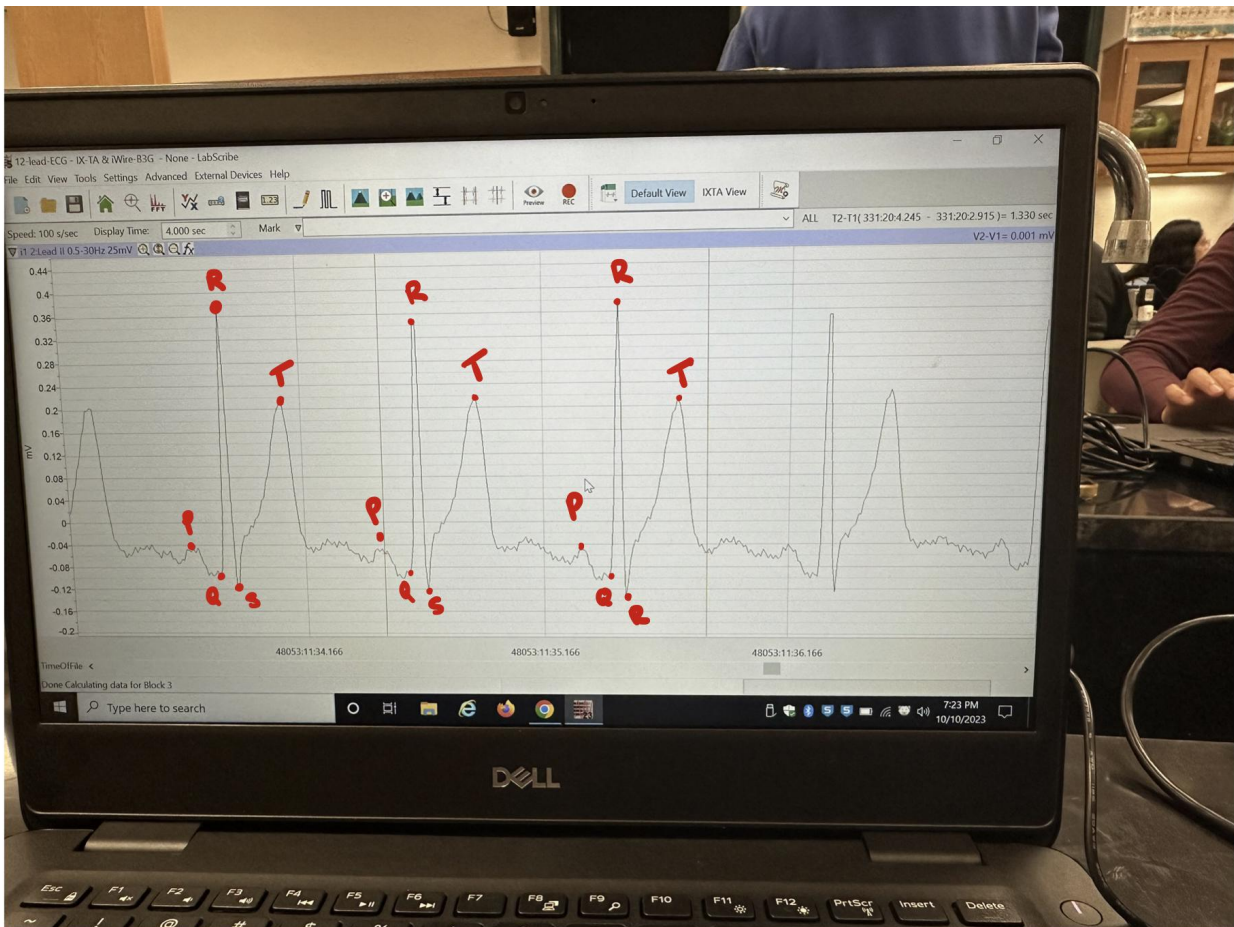 12-lead-ECG - IX-TA & iWire-B3G - None - LabScribe
File Edit View Tools Settings Advanced External Devices Help
1.23
FFT
Preview
REC
Default View
IXTA View
Speed: 100 s/sec
Display Time:
4.000 sec
Mark
ALL
T2-T1( 331:20:4.245 - 331:20:2.915 )= 1.330 sec
V2-V1= 0.001 mV
Lead II 0.5-30Hz 25mV
0.44
0.4
0.36
0.32
0.28
0.24
0.2
0.16
0.12
0.08
0.04
0
-0.04
-0.08
-0.12
-0.16
-0.2
mV
R
R
R
T
T
T
P
P
P
Q
S
Q
S
Q
R
48053:11:34.166
48053:11:35.166
48053:11:36.166
TimeOfFile
Done Calculating data for Block 3
Type here to search
7:23 PM
10/10/2023
DELL
Esc
F1
F2
F3
F4
F5
F6
F7
F8
F9
F10
F11
F12
PrtScr
Insert
Delete